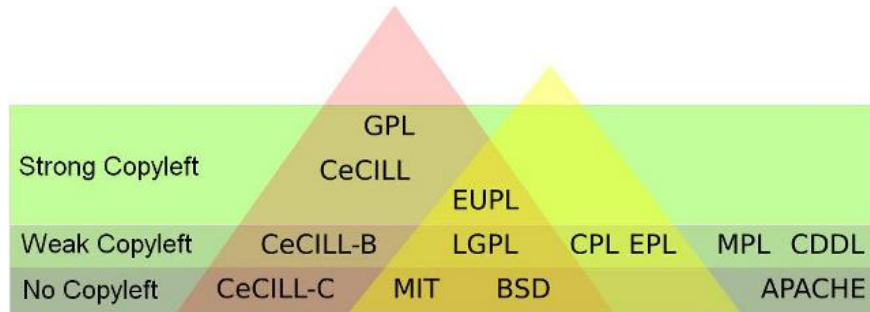 GPL
Strong Copyleft
CeCILL
EUPL
Weak Copyleft CeCILL-B LGPL CPL EPL MPL CDDL
No Copyleft CeCILL-C MIT BSD APACHE